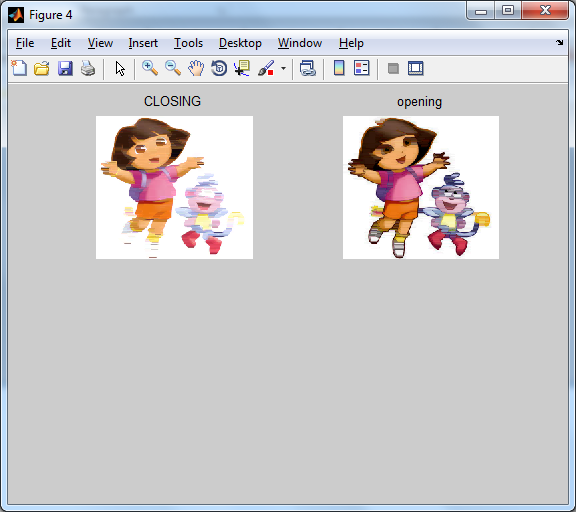 Figure 4
File Edit View Insert Tools Desktop Window Help
CLOSING opening